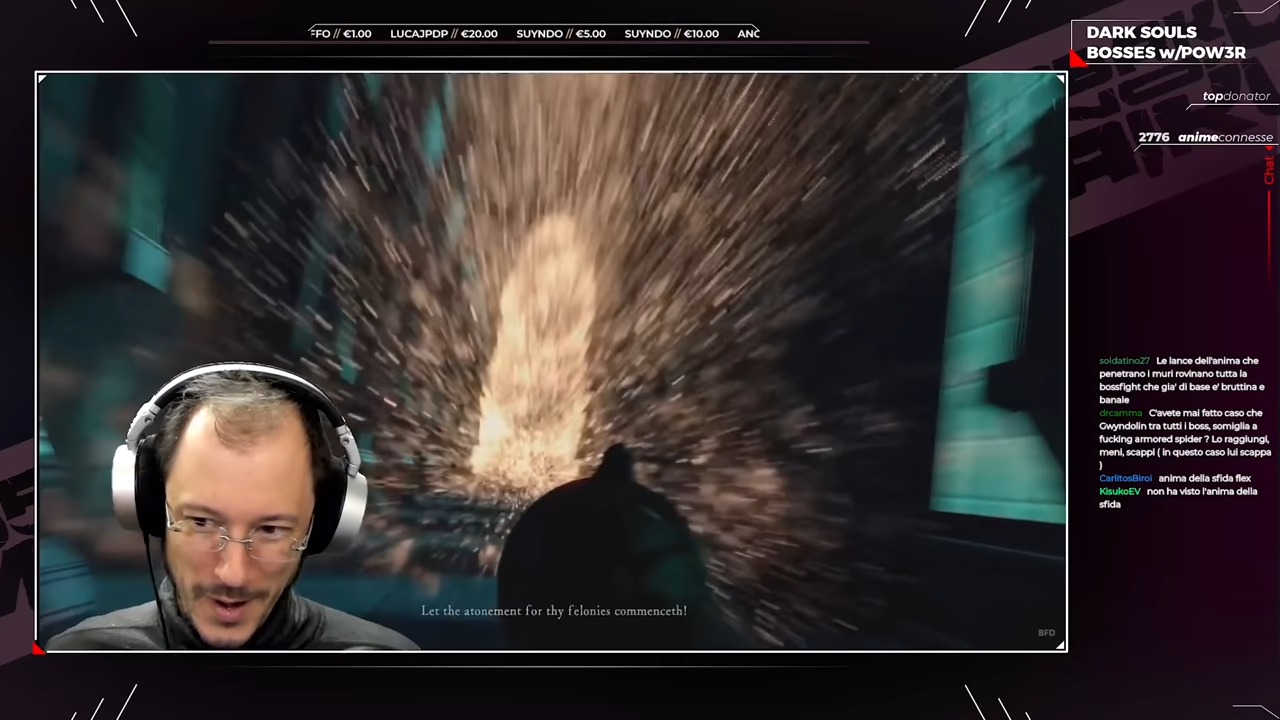 FFO // €1.00 LUCAJPDP // €20.00 SUYNDO // €5.00 SUYNDO // €10.00 ANG
DARK SOULS
BOSSES w/POW3R
topdonator
2776 animeconnesse
Chat
soldatino27 Le lance dell'anima che
penetrano i muri rovinano tutta la
bossfight che gia' di base e' bruttina e
banale
drcamma C'avete mai fatto caso che
Gwyndolin tra tutti i boss, somiglia a
fucking armored spider ? Lo raggiungi,
meni, scappi ( in questo caso lui scappa
)
CarlitosBiroi anima della sfida flex
KisukoEV non ha visto l'anima della
sfida
Let the atonement for thy felonies commenceth!
BFD